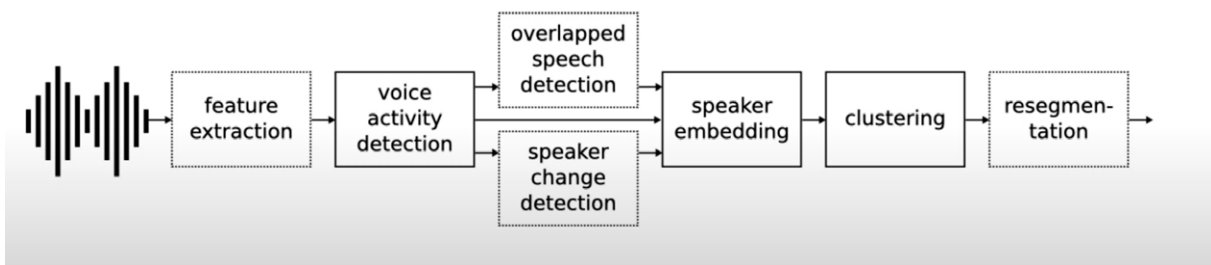 feature
extraction
voice
activity
detection
overlapped
speech
detection
speaker
change
detection
speaker
embedding
clustering
resegmen-
tation